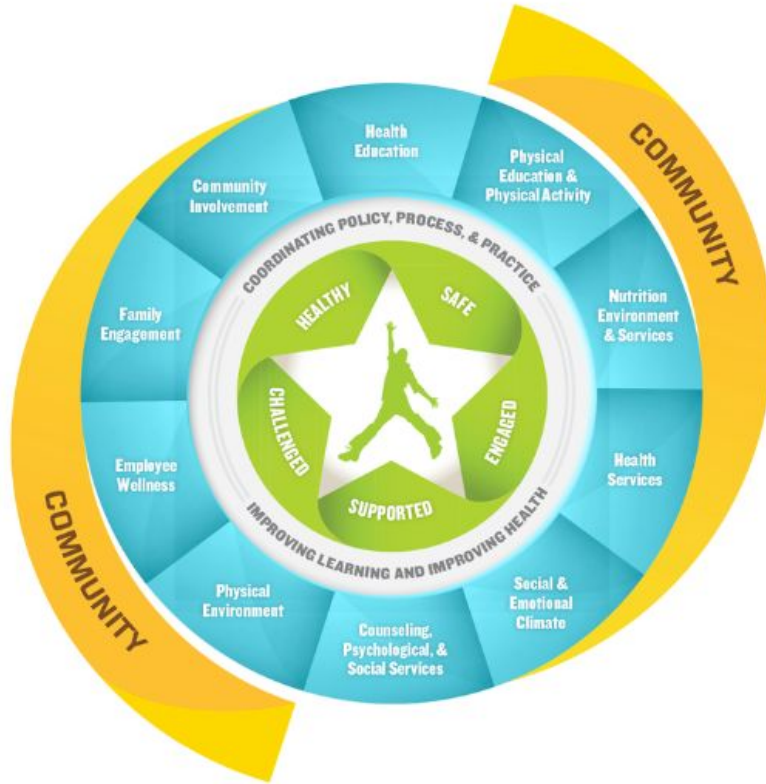 COMMUNITY
Health
Education
Physical
Education &
Physical Activity
Nutrition
Environment
& Services
Health
Services
Social &
Emotional
Climate
Counseling,
Psychological, &
Social Services
Physical
Environment
Employee
Wellness
Family
Engagement
Community
Involvement
COORDINATING POLICY, PROCESS, & PRACTICE
IMPROVING LEARNING AND IMPROVING HEALTH
HEALTHY
SAFE
ENGAGED
SUPPORTED
CHALLENGED
COMMUNITY